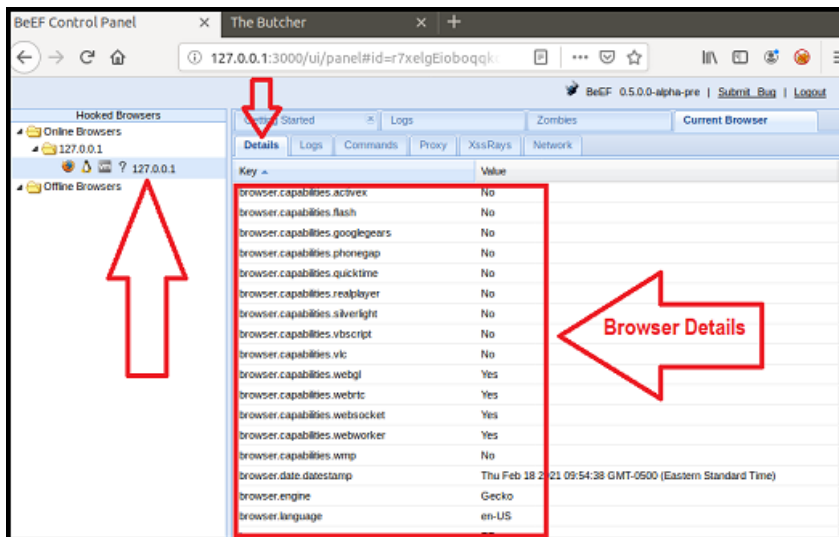 BeEF Control Panel
The Butcher
127.0.0.1:3000/ui/panel#id=r7xelgEioboqqk
BeEF 0.5.0.0-alpha-pre | Submit Bug | Logout
Hooked Browsers
Getting Started
Logs
Zombies
Current Browser
Online Browsers
127.0.0.1
? 127.0.0.1
Offline Browsers
Details
Logs
Commands
Proxy
XssRays
Network
Key
Value
browser.capabilities.activex No
browser.capabilities.flash No
browser.capabilities.googlegears No
browser.capabilities.phonegap No
browser.capabilities.quicktime No
browser.capabilities.realplayer No
browser.capabilities.silverlight No
browser.capabilities.vbscript No
browser.capabilities.vlc No
browser.capabilities.webgl Yes
browser.capabilities.webrtc Yes
browser.capabilities.websocket Yes
browser.capabilities.webworker Yes
browser.capabilities.wmp No
browser.date.datestamp Thu Feb 18 2021 09:54:38 GMT-0500 (Eastern Standard Time)
browser.engine Gecko
browser.language en-US
Browser Details